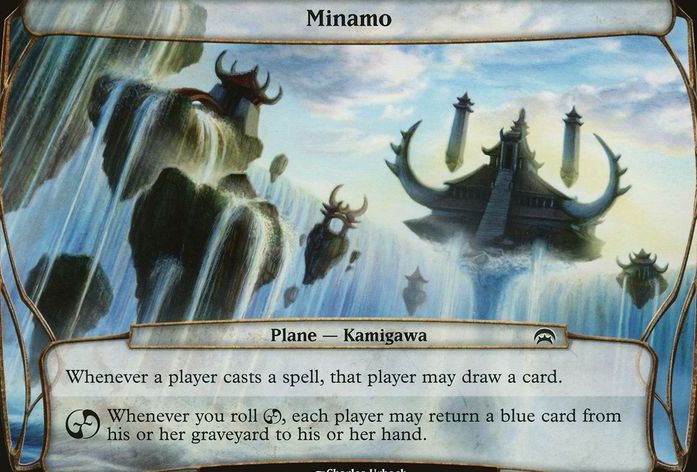 Minamo
Plane — Kamigawa
Whenever a player casts a spell, that player may draw a card.
Whenever you roll , each player may return a blue card from
his or her graveyard to his or her hand.